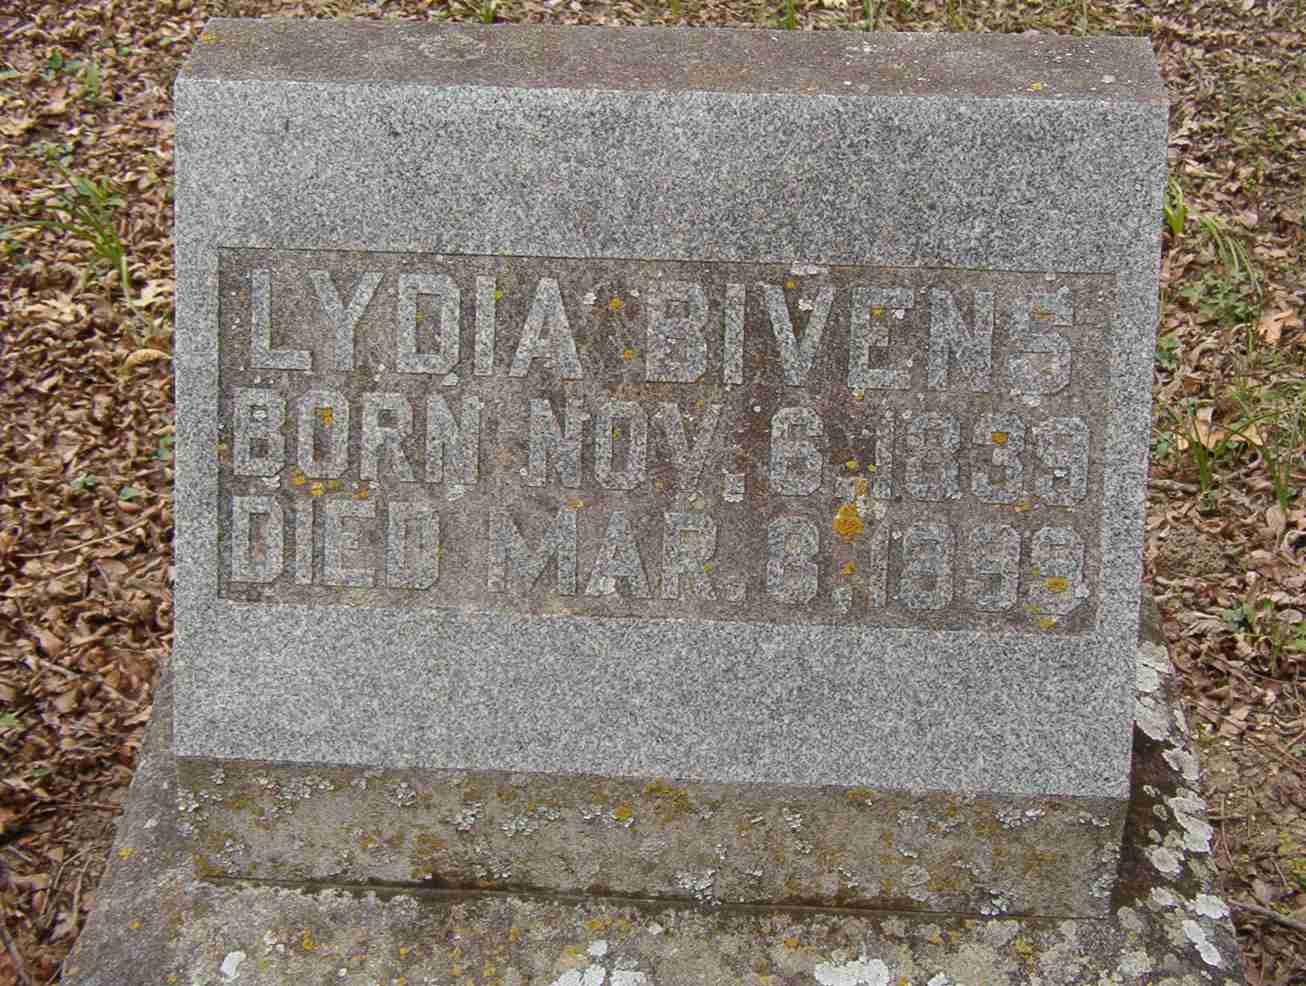 LYDIA BIVENS
BORN NOV. 6, 1839
DIED MAR. 8, 1899